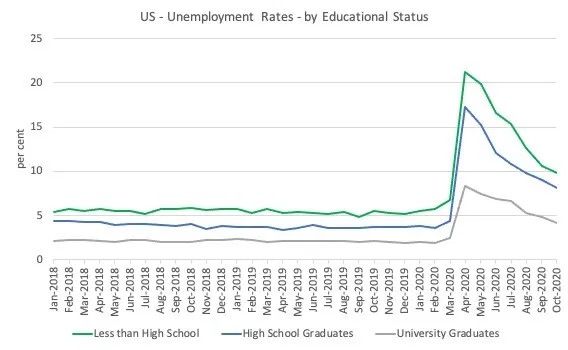 US - Unemployment Rates - by Educational Status
25
20
15
10
5
0
per cent
Jan-2018
Feb-2018
Mar-2018
Apr-2018
May-2018
Jun-2018
Jul-2018
Aug-2018
Sep-2018
Oct-2018
Nov-2018
Dec-2018
Jan-2019
Feb-2019
Mar-2019
Apr-2019
May-2019
Jun-2019
Jul-2019
Aug-2019
Sep-2019
Oct-2019
Nov-2019
Dec-2019
Jan-2020
Feb-2020
Mar-2020
Apr-2020
May-2020
Jun-2020
Jul-2020
Aug-2020
Sep-2020
Oct-2020
Less than High School
High School Graduates
University Graduates